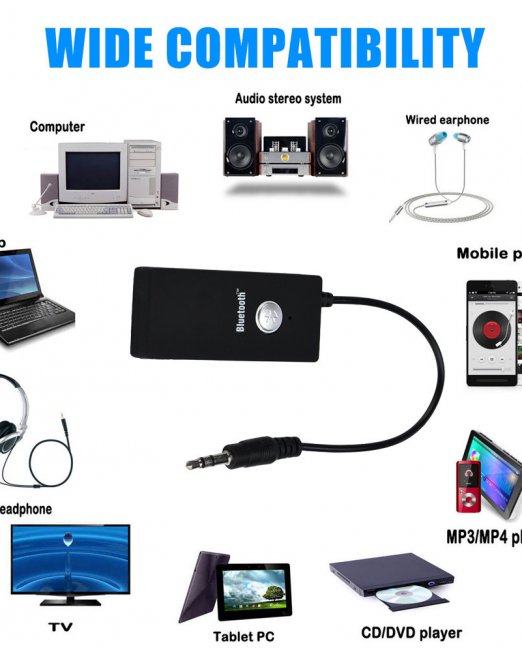 WIDE COMPATIBILITY
Audio stereo system
Computer
Wired earphone
p
Mobile p
Bluetooth™
eadphone
MP3/MP4 pl
TV
Tablet PC
CD/DVD player